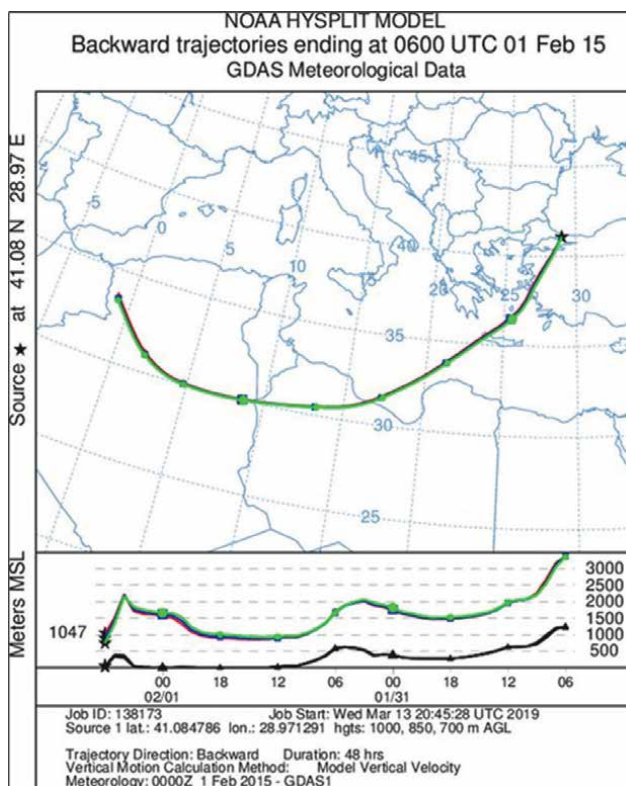 NOAA HYSPLIT MODEL
Backward trajectories ending at 0600 UTC 01 Feb 15
GDAS Meteorological Data
Source ★ at 41.08 N 28.97 E
-5
0
5
10
15
20
25
30
45
40
35
30
25
Meters MSL
1047
3000
2500
2000
1500
1000
500
00 18 12 06 00 18 12 06
02/01 01/31
Job ID: 138173 Job Start: Wed Mar 13 20:45:28 UTC 2019
Source 1 lat.: 41.084786 lon.: 28.971291 hgts: 1000, 850, 700 m AGL
Trajectory Direction: Backward Duration: 48 hrs
Vertical Motion Calculation Method: Model Vertical Velocity
Meteorology: 0000Z 1 Feb 2015 - GDAS1